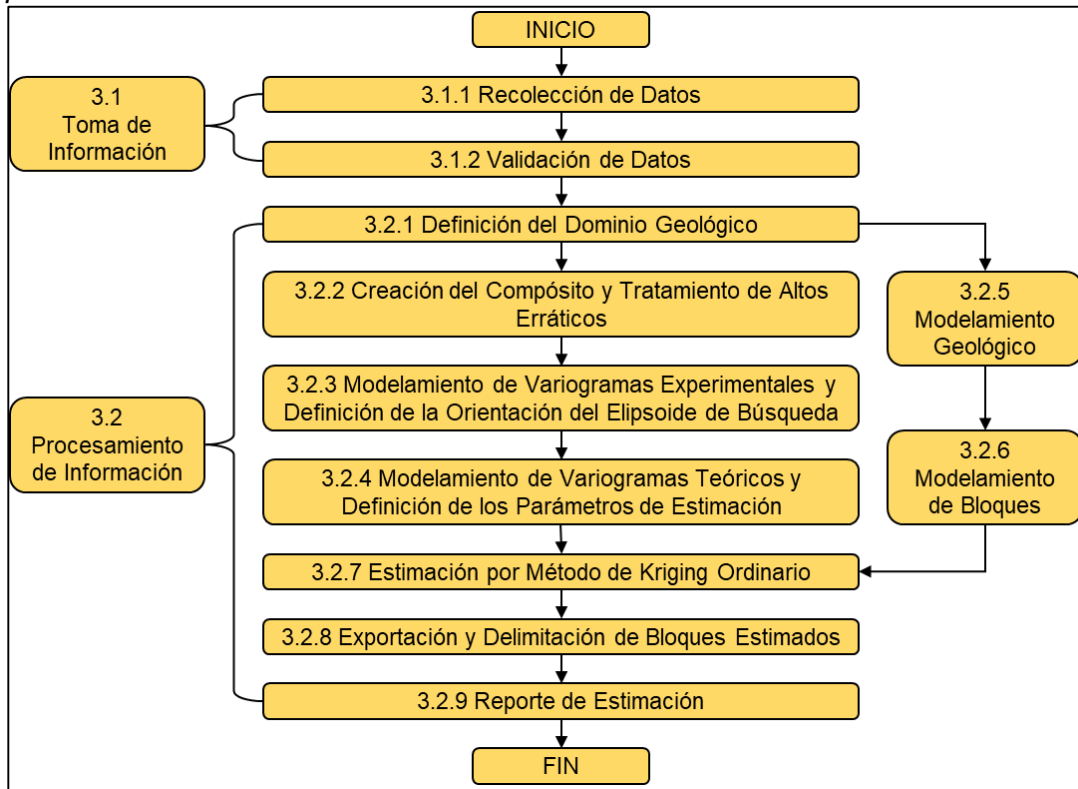 INICIO
3.1
Toma de
Información
3.1.1 Recolección de Datos
3.1.2 Validación de Datos
3.2
Procesamiento
de Información
3.2.1 Definición del Dominio Geológico
3.2.2 Creación del Compósito y Tratamiento de Altos
Erráticos
3.2.3 Modelamiento de Variogramas Experimentales y
Definición de la Orientación del Elipsoide de Búsqueda
3.2.4 Modelamiento de Variogramas Teóricos y
Definición de los Parámetros de Estimación
3.2.5
Modelamiento
Geológico
3.2.6
Modelamiento
de Bloques
3.2.7 Estimación por Método de Kriging Ordinario
3.2.8 Exportación y Delimitación de Bloques Estimados
3.2.9 Reporte de Estimación
FIN